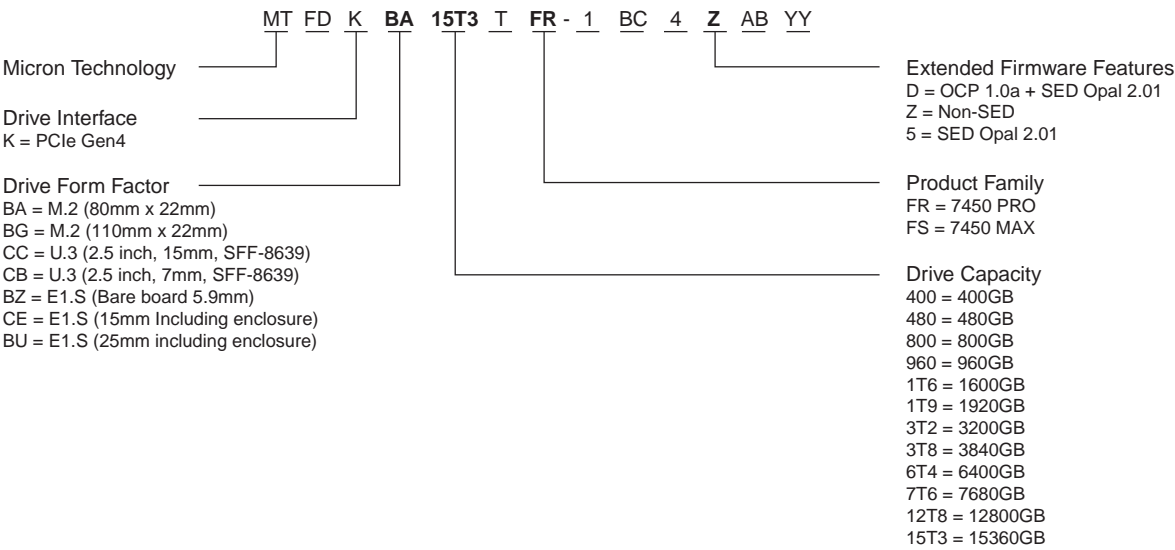 MT FD K BA 15T3 T FR - 1 BC 4 Z AB YY
Micron Technology
Drive Interface
K = PCIe Gen4
Drive Form Factor
BA = M.2 (80mm x 22mm)
BG = M.2 (110mm x 22mm)
CC = U.3 (2.5 inch, 15mm, SFF-8639)
CB = U.3 (2.5 inch, 7mm, SFF-8639)
BZ = E1.S (Bare board 5.9mm)
CE = E1.S (15mm Including enclosure)
BU = E1.S (25mm including enclosure)
Extended Firmware Features
D = OCP 1.0a + SED Opal 2.01
Z = Non-SED
5 = SED Opal 2.01
Product Family
FR = 7450 PRO
FS = 7450 MAX
Drive Capacity
400 = 400GB
480 = 480GB
800 = 800GB
960 = 960GB
1T6 = 1600GB
1T9 = 1920GB
3T2 = 3200GB
3T8 = 3840GB
6T4 = 6400GB
7T6 = 7680GB
12T8 = 12800GB
15T3 = 15360GB